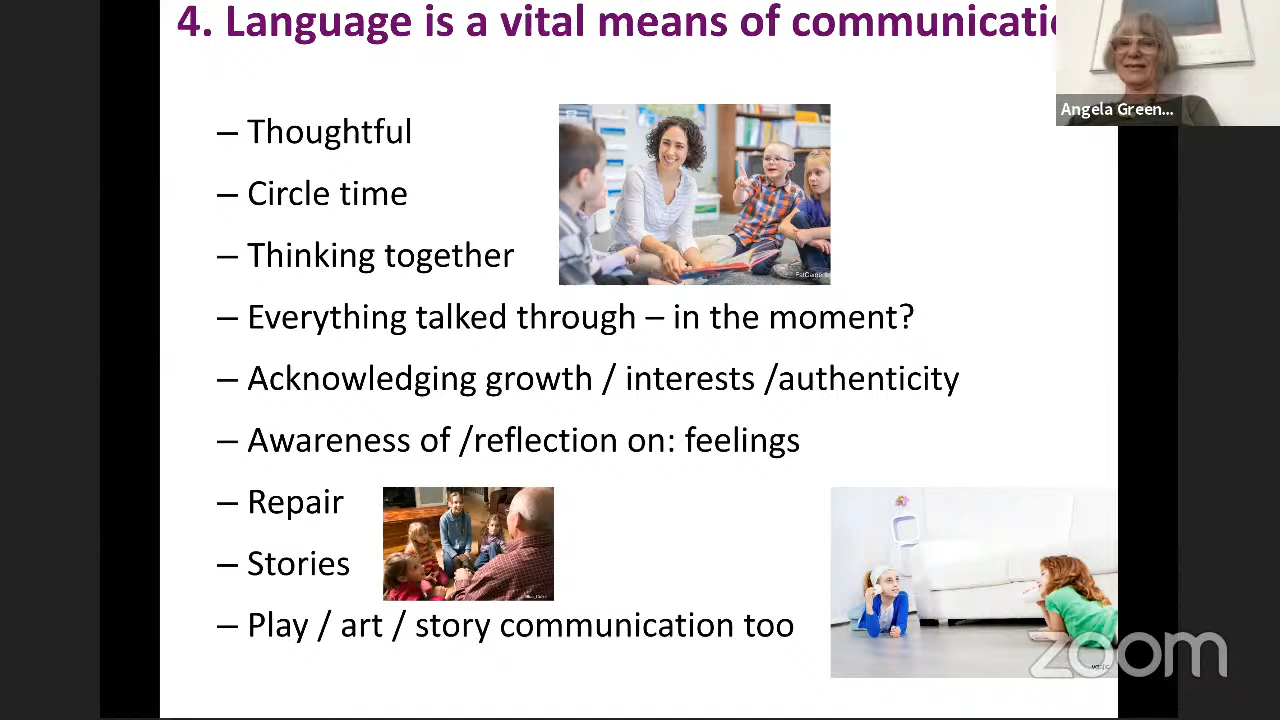 4. Language is a vital means of communicatio
Angela Green...
– Thoughtful
– Circle time
– Thinking together
– Everything talked through – in the moment?
– Acknowledging growth / interests /authenticity
– Awareness of /reflection on: feelings
– Repair
– Stories
– Play / art / story communication too
zoom